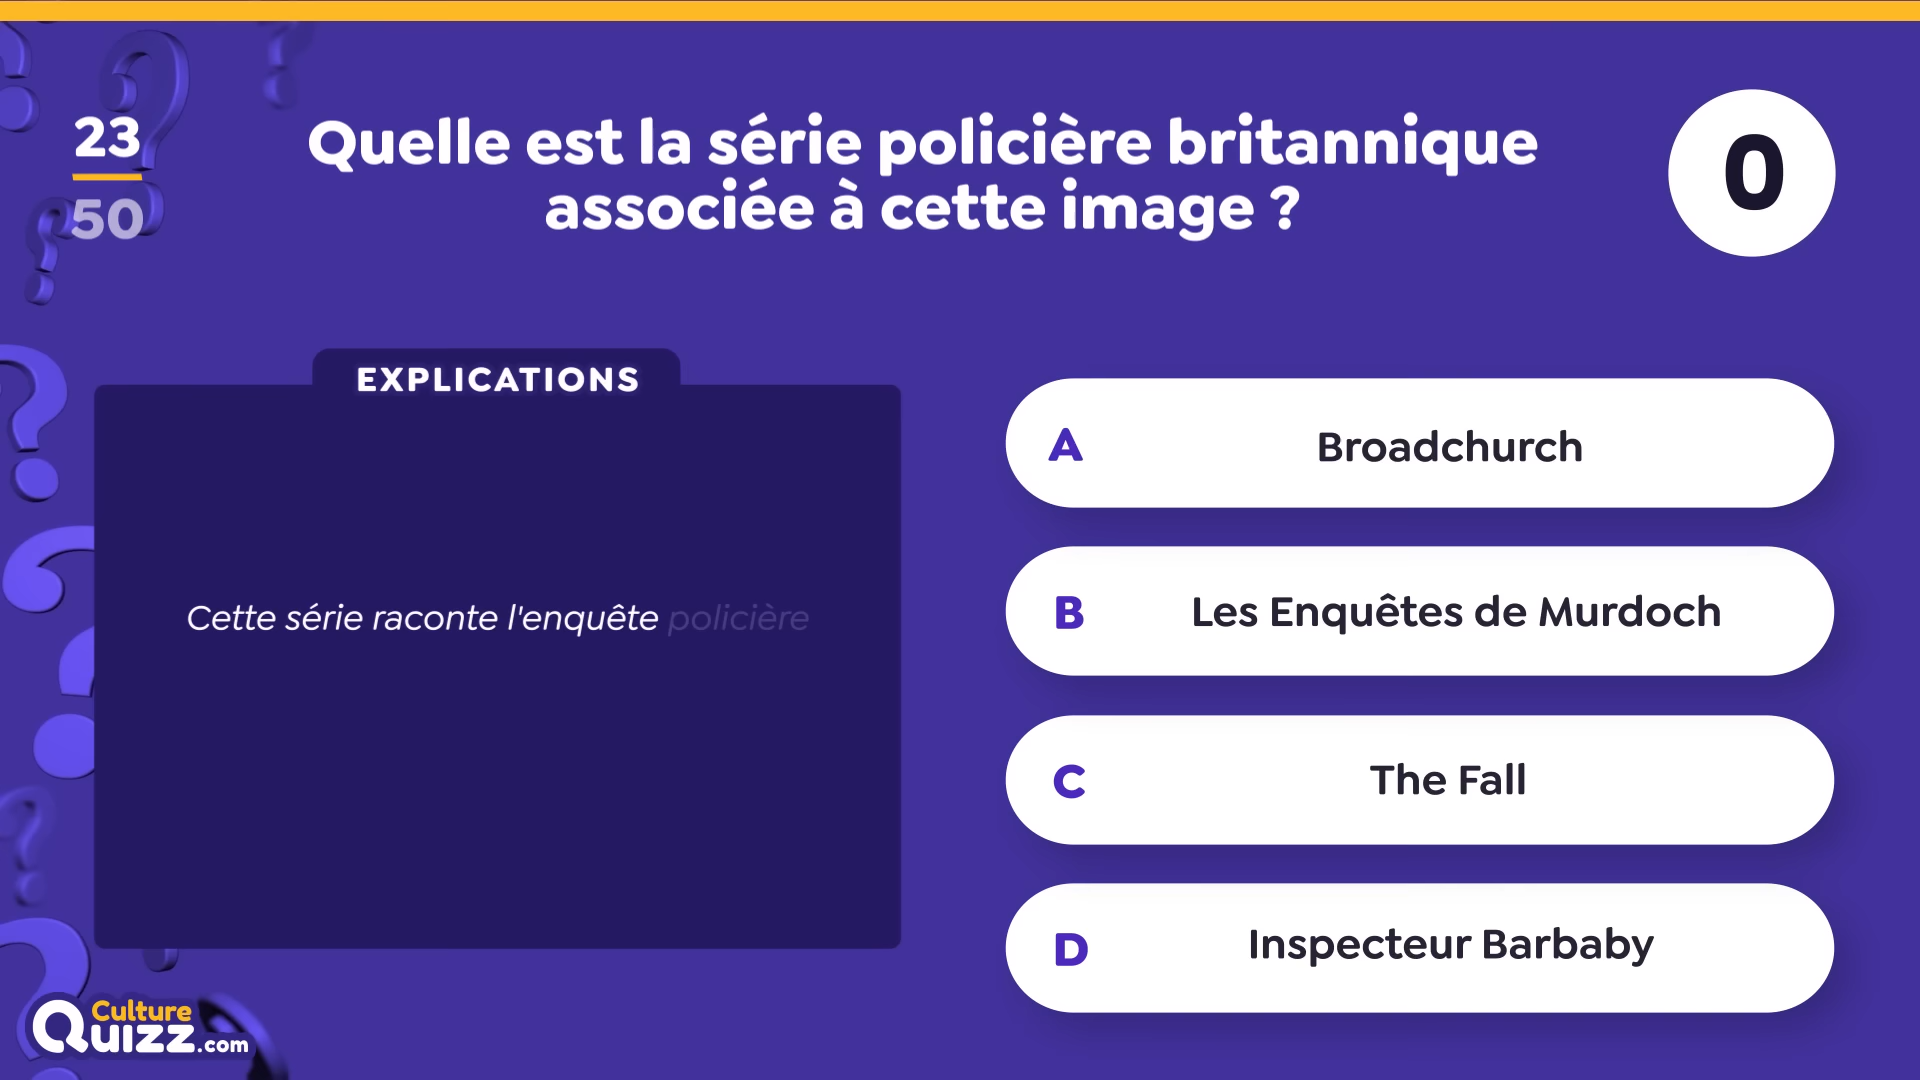 23
50
Quelle est la série policière britannique
associée à cette image ?
0
EXPLICATIONS
Cette série raconte l'enquête policière
A Broadchurch
B Les Enquêtes de Murdoch
C The Fall
D Inspecteur Barbaby
Culture
Quizz.com